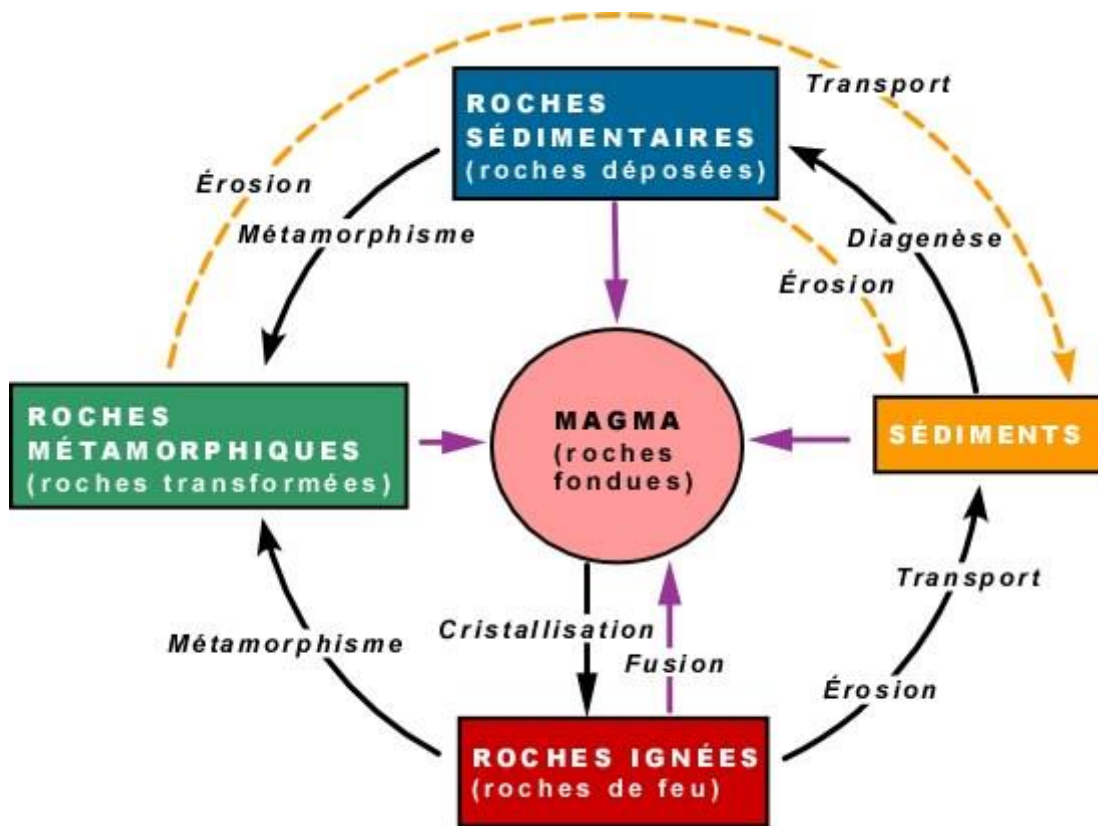 Transport
ROCHES
SÉDIMENTAIRES
(roches déposées)
Érosion
Métamorphisme
Diagenèse
Érosion
ROCHES
MÉTAMORPHIQUES
(roches transformées)
MAGMA
(roches
fondues)
SÉDIMENTS
Transport
Métamorphisme
Cristallisation
Fusion
Érosion
ROCHES IGNÉES
(roches de feu)